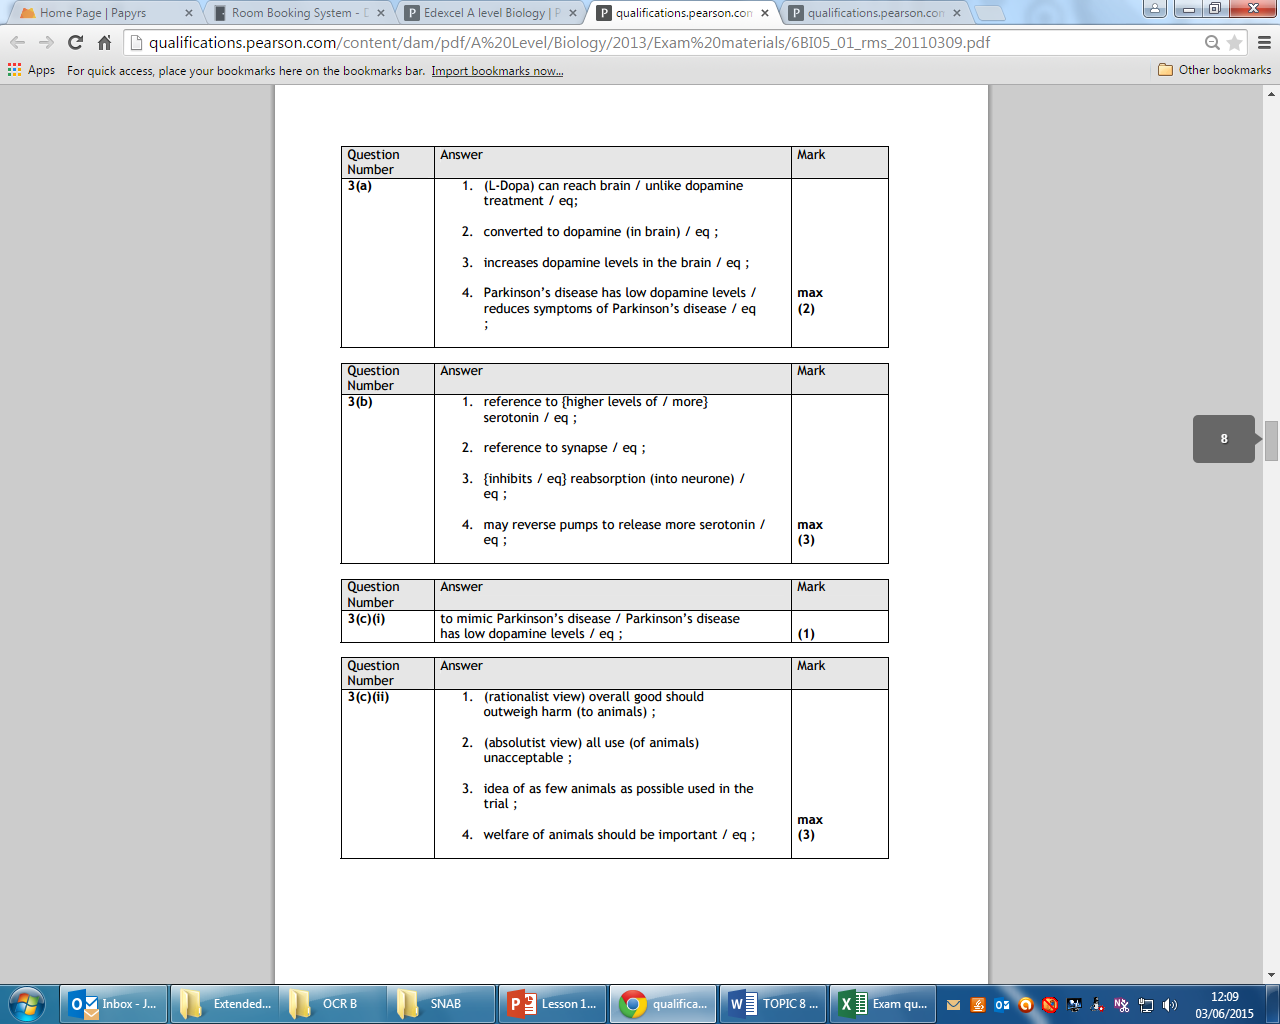 Home Page | Papyrs
Room Booking System - D
Edexcel A level Biology | P
qualifications.pearson.con
qualifications.pearson.con
qualifications.pearson.com/content/dam/pdf/A%20Level/Biology/2013/Exam%20materials/6BI05_01_rms_20110309.pdf
Apps For quick access, place your bookmarks here on the bookmarks bar. Import bookmarks now... Other bookmarks
Question Number Answer Mark
3(a)
1. (L-Dopa) can reach brain / unlike dopamine
treatment / eq;
2. converted to dopamine (in brain) / eq ;
3. increases dopamine levels in the brain / eq ;
4. Parkinson's disease has low dopamine levels /
reduces symptoms of Parkinson's disease / eq
;
max
(2)
Question Number Answer Mark
3(b)
1. reference to {higher levels of / more}
serotonin / eq ;
2. reference to synapse / eq ;
3. {inhibits / eq} reabsorption (into neurone) /
eq ;
4. may reverse pumps to release more serotonin /
eq ;
max
(3)
8
Question Number Answer Mark
3(c)(i)
to mimic Parkinson's disease / Parkinson's disease
has low dopamine levels / eq ;
(1)
Question Number Answer Mark
3(c)(ii)
1. (rationalist view) overall good should
outweigh harm (to animals) ;
2. (absolutist view) all use (of animals)
unacceptable ;
3. idea of as few animals as possible used in the
trial ;
4. welfare of animals should be important / eq ;
max
(3)
Inbox - J...
Extended...
OCR B
SNAB
Lesson 1...
qualifica...
TOPIC 8 ...
Exam qu...
12:09
03/06/2015